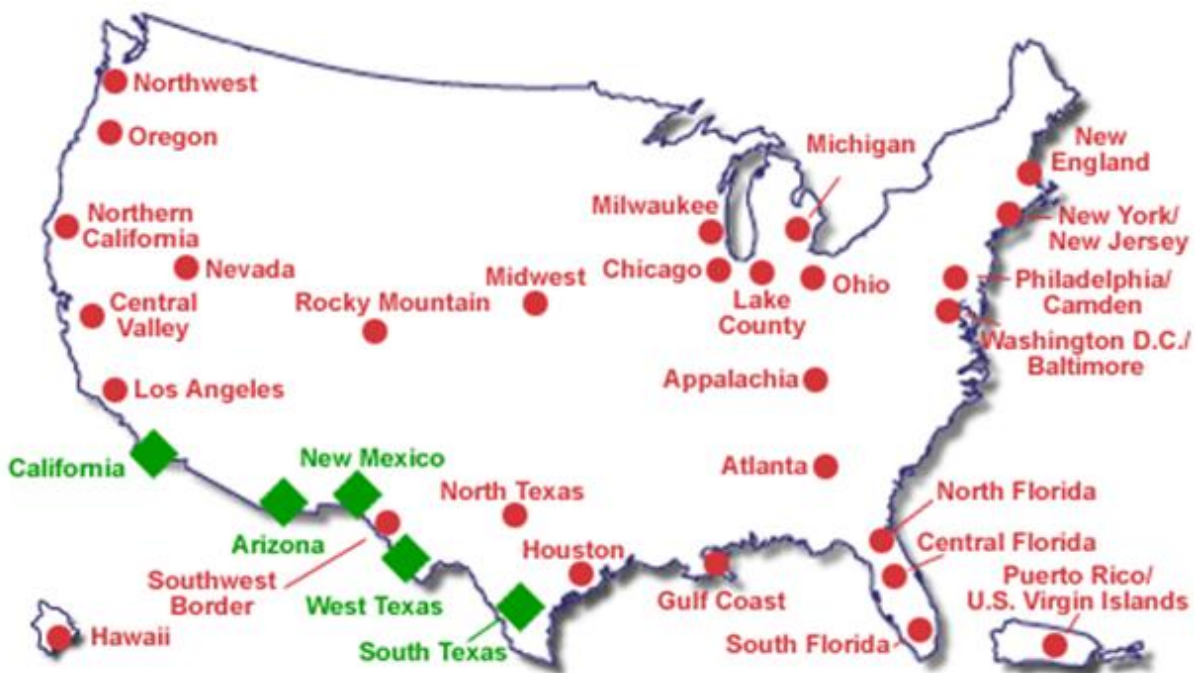 Northwest
Oregon
Northern
California
Nevada
Central
Valley
Los Angeles
Rocky Mountain
Midwest
Milwaukee
Chicago
Michigan
Lake
County
Ohio
New
England
New York/
New Jersey
Philadelphia/
Camden
Washington D.C./
Baltimore
Appalachia
Atlanta
California
Arizona
New Mexico
Southwest
Border
West Texas
South Texas
North Texas
Houston
Gulf Coast
North Florida
Central Florida
South Florida
Puerto Rico/
U.S. Virgin Islands
Hawaii